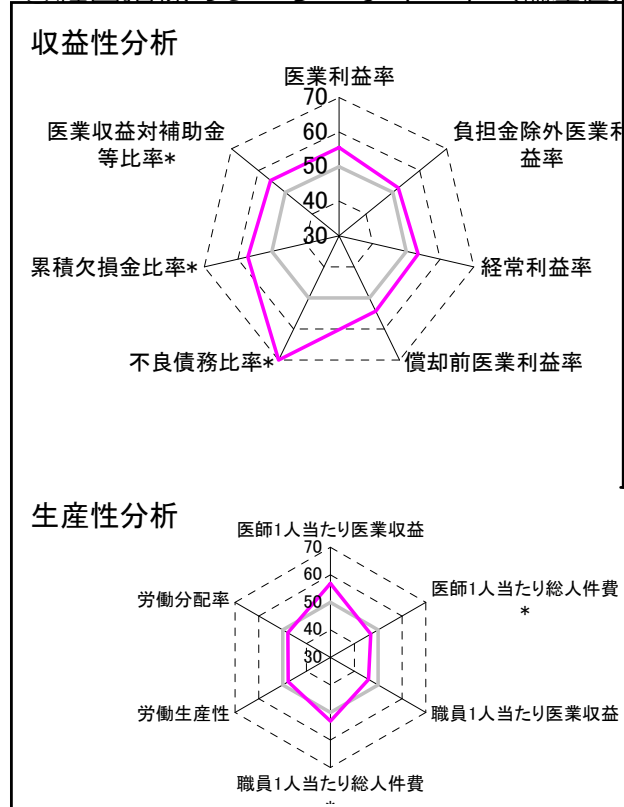 収益性分析
医業利益率
70
60
50
40
30
負担金除外医業利
益率
経常利益率
償却前医業利益率
不良債務比率*
累積欠損金比率*
医業収益対補助金
等比率*
生産性分析
医師1人当たり医業収益
70
60
50
40
30
医師1人当たり総人件費
*
職員1人当たり医業収益
職員1人当たり総人件費
*
労働生産性
労働分配率